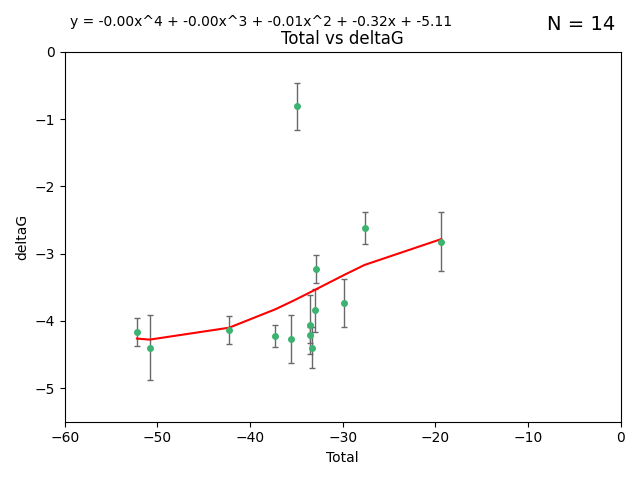 y = -0.00x^4 + -0.00x^3 + -0.01x^2 + -0.32x + -5.11
N = 14
Total vs deltaG
0
−1
−2
−3
−4
−5
deltaG
−60 −50 −40 −30 −20 −10 0
Total